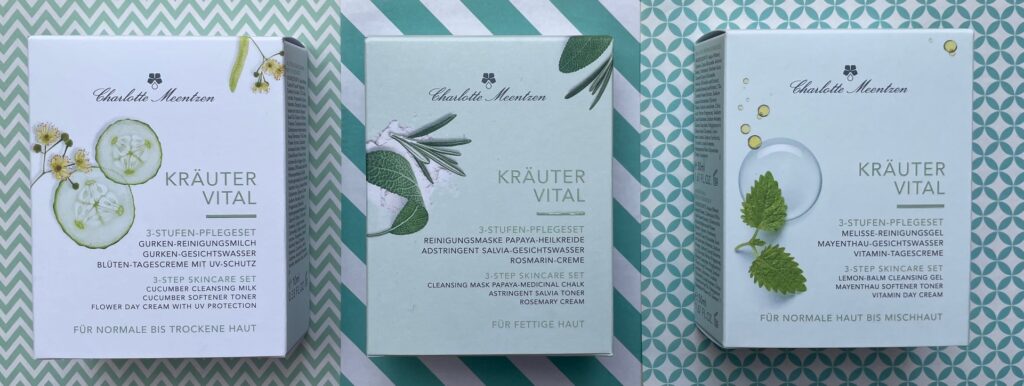 Charlotte Meentzen
KRÄUTER
VITAL
3-STUFEN-PFLEGESET
GURKEN-REINIGUNGSMILCH
GURKEN-GESICHTSWASSER
BLÜTEN-TAGESCREME MIT UV-SCHUTZ
3-STEP SKINCARE SET
CUCUMBER CLEANSING MILK
CUCUMBER SOFTENER TONER
FLOWER DAY CREAM WITH UV PROTECTION
FÜR NORMALE BIS TROCKENE HAUT
Charlotte Meentzen
KRÄUTER
VITAL
3-STUFEN-PFLEGESET
REINIGUNGSMASKE PAPAYA-HEILKREIDE
ADSTRINGENT SALVIA-GESICHTSWASSER
ROSMARIN-CREME
3-STEP SKINCARE SET
CLEANSING MASK PAPAYA-MEDICINAL CHALK
ASTRINGENT SALVIA TONER
ROSEMARY CREAM
FÜR FETTIGE HAUT
Charlotte Meentzen
KRÄUTER
VITAL
3-STUFEN-PFLEGESET
MELISSE-REINIGUNGSGEL
MAYENTHAU-GESICHTSWASSER
VITAMIN-TAGESCREME
3-STEP SKINCARE SET
LEMON-BALM CLEANSING GEL
MAYENTHAU SOFTENER TONER
VITAMIN DAY CREAM
FÜR NORMALE HAUT BIS MISCHHAUT